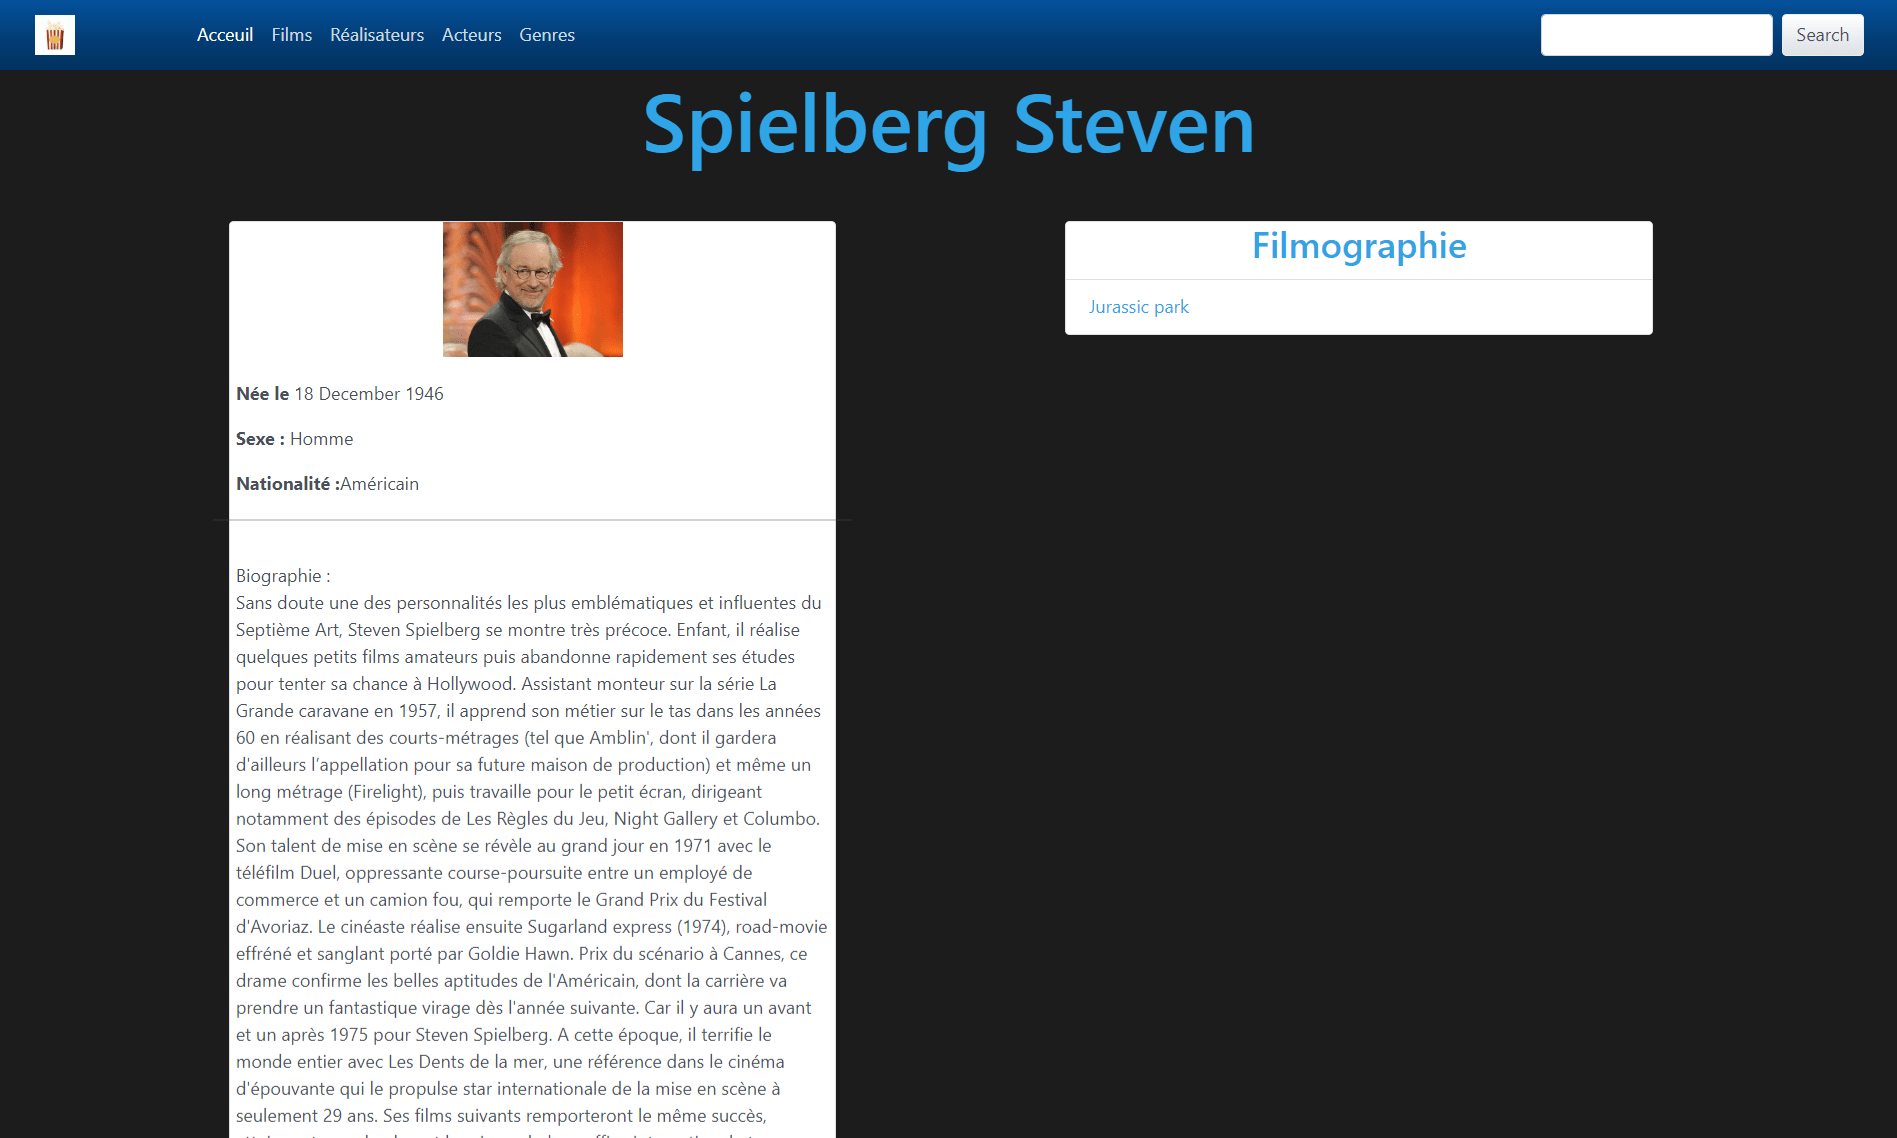 Acceuil Films Réalisateurs Acteurs Genres Search
Spielberg Steven
Née le 18 December 1946
Sexe : Homme
Nationalité :Américain
Biographie :
Sans doute une des personnalités les plus emblématiques et influentes du
Septième Art, Steven Spielberg se montre très précoce. Enfant, il réalise
quelques petits films amateurs puis abandonne rapidement ses études
pour tenter sa chance à Hollywood. Assistant monteur sur la série La
Grande caravane en 1957, il apprend son métier sur le tas dans les années
60 en réalisant des courts-métrages (tel que Amblin', dont il gardera
d'ailleurs l’appellation pour sa future maison de production) et même un
long métrage (Firelight), puis travaille pour le petit écran, dirigeant
notamment des épisodes de Les Règles du Jeu, Night Gallery et Columbo.
Son talent de mise en scène se révèle au grand jour en 1971 avec le
téléfilm Duel, oppressante course-poursuite entre un employé de
commerce et un camion fou, qui remporte le Grand Prix du Festival
d'Avoriaz. Le cinéaste réalise ensuite Sugarland express (1974), road-movie
effréné et sanglant porté par Goldie Hawn. Prix du scénario à Cannes, ce
drame confirme les belles aptitudes de l'Américain, dont la carrière va
prendre un fantastique virage dès l'année suivante. Car il y aura un avant
et un après 1975 pour Steven Spielberg. A cette époque, il terrifie le
monde entier avec Les Dents de la mer, une référence dans le cinéma
d'épouvante qui le propulse star internationale de la mise en scène à
seulement 29 ans. Ses films suivants remporteront le même succès,
Filmographie
Jurassic park